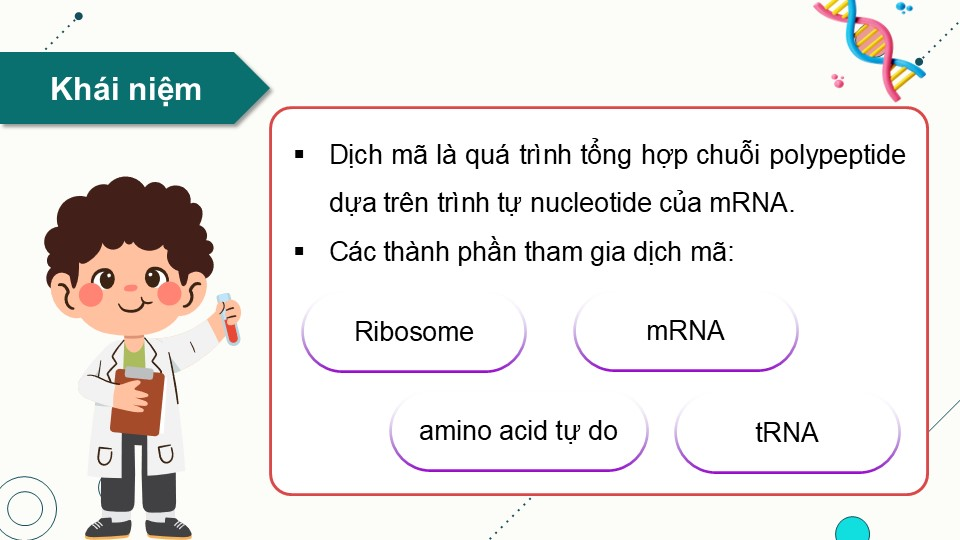 Khái niệm
▪ Dịch mã là quá trình tổng hợp chuỗi polypeptide
dựa trên trình tự nucleotide của mRNA.
▪ Các thành phần tham gia dịch mã:
Ribosome
mRNA
amino acid tự do
tRNA